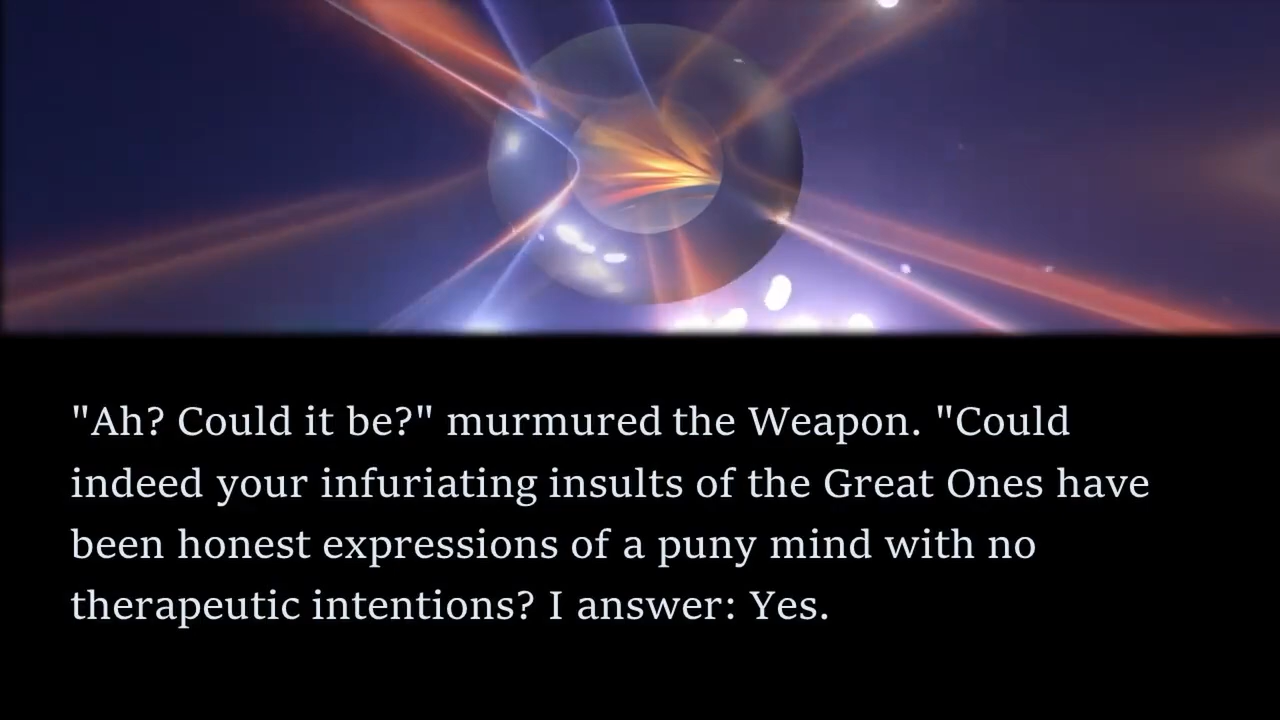 "Ah? Could it be?" murmured the Weapon. "Could
indeed your infuriating insults of the Great Ones have
been honest expressions of a puny mind with no
therapeutic intentions? I answer: Yes.